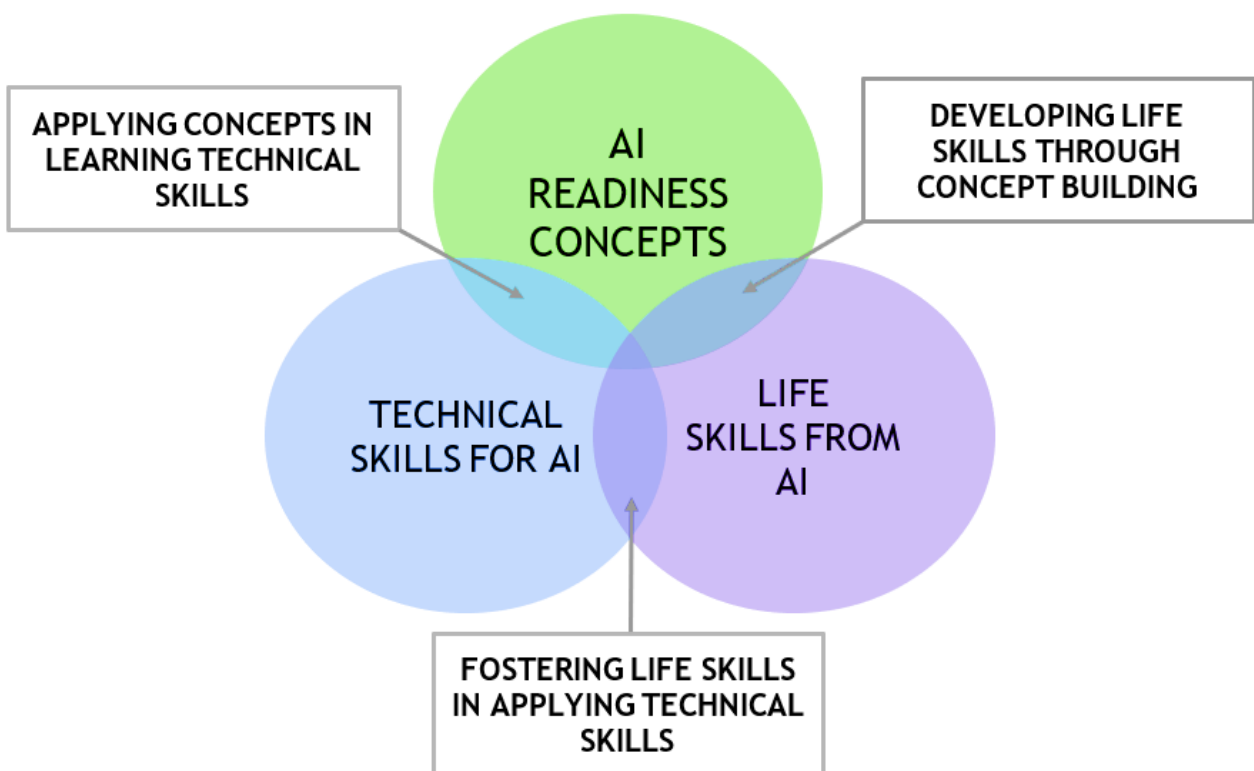 APPLYING CONCEPTS IN
LEARNING TECHNICAL
SKILLS
AI
READINESS
CONCEPTS
DEVELOPING LIFE
SKILLS THROUGH
CONCEPT BUILDING
TECHNICAL
SKILLS FOR AI
LIFE
SKILLS FROM
AI
FOSTERING LIFE SKILLS
IN APPLYING TECHNICAL
SKILLS